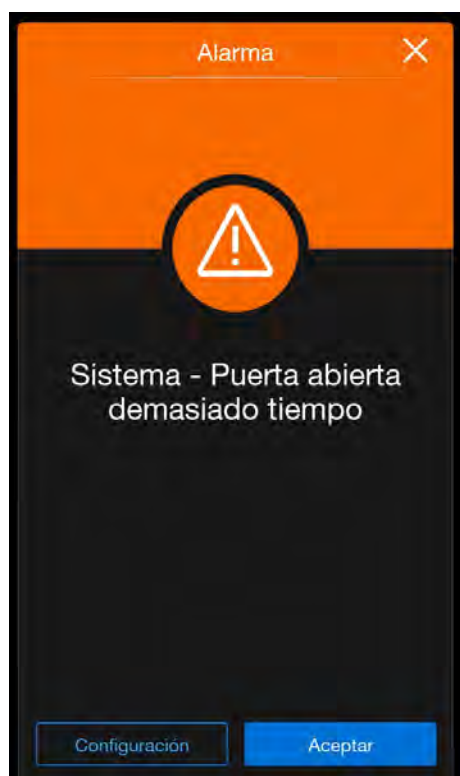 Alarma
Sistema - Puerta abierta
demasiado tiempo
Configuración
Aceptar